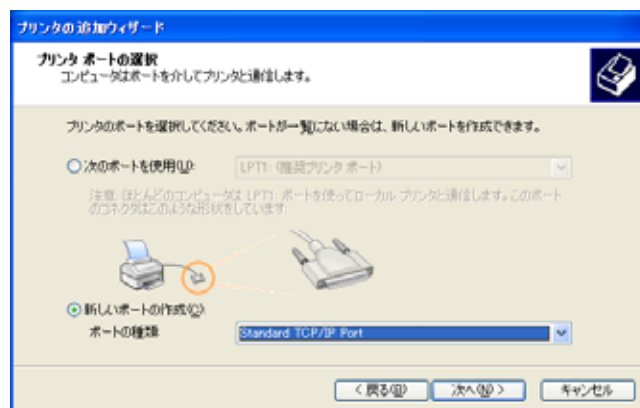 プリンタの追加ウィザード
プリンタ ポートの選択
コンピュータはポートを介してプリンタと通信します。
プリンタのポートを選択してください。ポートが一覧にない場合は、新しいポートを作成できます。
次のポートを使用(U):
LPT1: (推奨プリンタ ポート)
注意: ほとんどのコンピュータは LPT1: ポートを使ってローカル プリンタと通信します。このポート
のコネクタはこのような形状をしています:
新しいポートの作成(C):
ポートの種類
Standard TCP/IP Port
< 戻る(B)
次へ(N) >
キャンセル